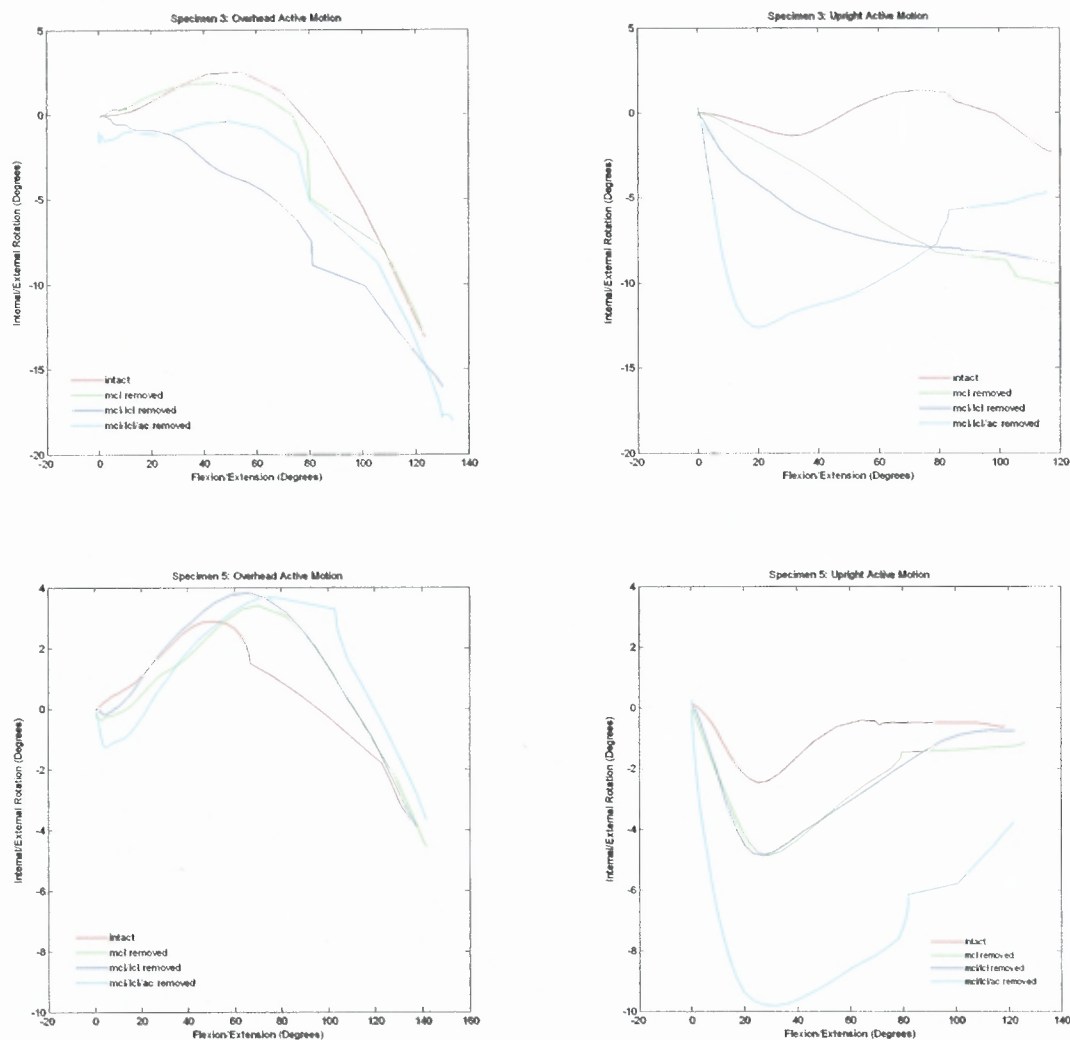 Specimen 3: Overhead Active Motion
5
0
-5
-10
-15
-20
-20
0
20
40
60
80
100
120
140
Internal/External Rotation (Degrees)
Flexion/Extension (Degrees)
intact
mcl removed
mcl/lcl removed
mcl/lcl/ac removed
Specimen 3: Upright Active Motion
5
0
-5
-10
-15
-20
-20
0
20
40
60
80
100
120
Internal/External Rotation (Degrees)
Flexion/Extension (Degrees)
intact
mcl removed
mcl/lcl removed
mcl/lcl/ac removed
Specimen 5: Overhead Active Motion
4
2
0
-2
-4
-6
-8
-10
-20
0
20
40
60
80
100
120
140
160
Internal/External Rotation (Degrees)
Flexion/Extension (Degrees)
intact
mcl removed
mcl/lcl removed
mcl/lcl/ac removed
Specimen 5: Upright Active Motion
4
2
0
-2
-4
-6
-8
-10
-20
0
20
40
60
80
100
120
140
Internal/External Rotation (Degrees)
Flexion/Extension (Degrees)
intact
mcl removed
mcl/lcl removed
mcl/lcl/ac removed